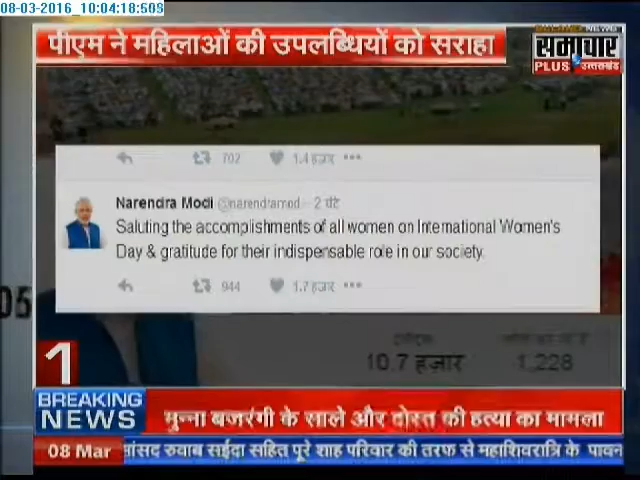 08-03-2016_10:04:18:508
पीएम ने महिलाओं की उपलब्धियों को सराहा
समाचार
PLUS उत्तराखंड
702 1.4 हज़ार
Narendra Modi @narendramodi - 2 घंटे
Saluting the accomplishments of all women on International Women's
Day & gratitude for their indispensable role in our society.
944 1.7 हज़ार
05
10.7 हज़ार 1,228
1
BREAKING
NEWS
मुन्ना बजरंगी के साले और दोस्त की हत्या का मामला
08 Mar सांसद रुवाब सईदा सहित पूरे शाह परिवार की तरफ से महाशिवरात्रि के पावन